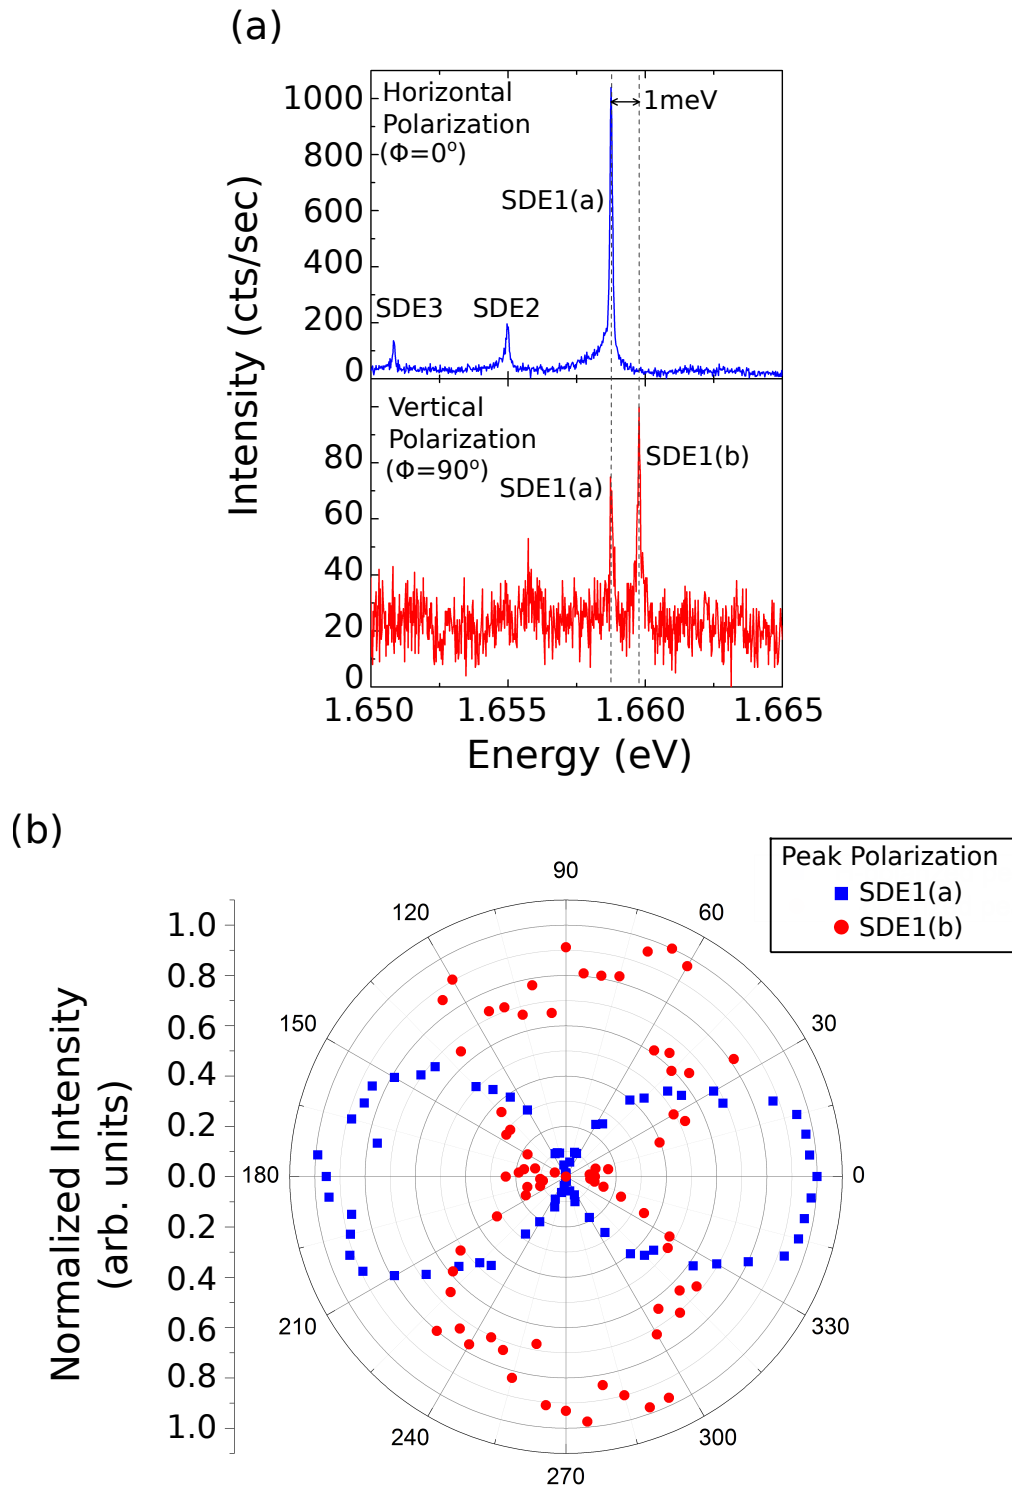 (a)
1000
800
600
400
200
0
Horizontal
Polarization
(Φ=0°)
1meV
SDE1(a)
SDE3
SDE2
Intensity (cts/sec)
80
60
40
20
0
Vertical
Polarization
(Φ=90°)
SDE1(a)
SDE1(b)
1.650 1.655 1.660 1.665
Energy (eV)
(b)
Peak Polarization
SDE1(a)
SDE1(b)
Normalized Intensity
(arb. units)
1.0
0.8
0.6
0.4
0.2
0.0
0.2
0.4
0.6
0.8
1.0
90
120
60
150
30
180
0
210
330
240
300
270